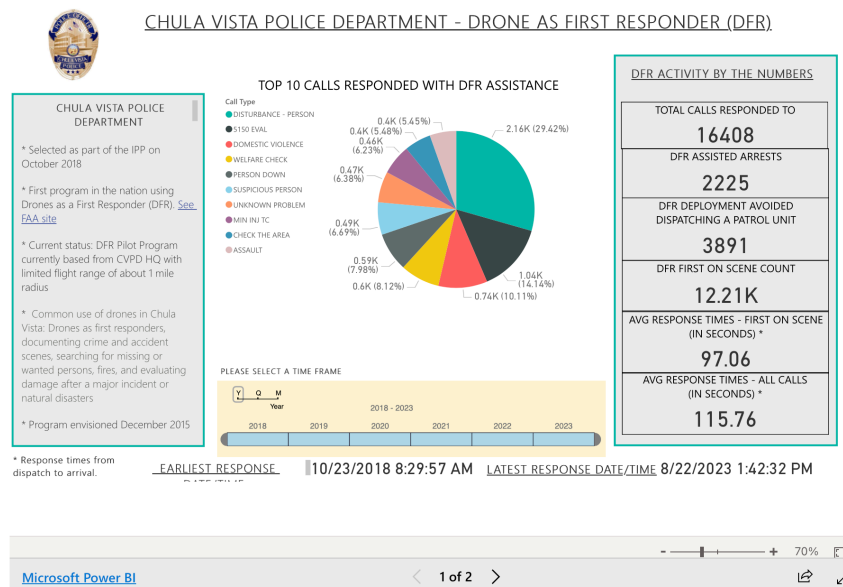 CHULA VISTA POLICE DEPARTMENT - DRONE AS FIRST RESPONDER (DFR)
CHULA VISTA POLICE
DEPARTMENT
* Selected as part of the IPP on
October 2018
* First program in the nation using
Drones as a First Responder (DFR). See
FAA site
* Current status: DFR Pilot Program
currently based from CVPD HQ with
limited flight range of about 1 mile
radius
* Common use of drones in Chula
Vista: Drones as first responders,
documenting crime and accident
scenes, searching for missing or
wanted persons, fires, and evaluating
damage after a major incident or
natural disasters
* Program envisioned December 2015
* Response times from
dispatch to arrival.
TOP 10 CALLS RESPONDED WITH DFR ASSISTANCE
Call Type
DISTURBANCE - PERSON
5150 EVAL
DOMESTIC VIOLENCE
WELFARE CHECK
PERSON DOWN
SUSPICIOUS PERSON
UNKNOWN PROBLEM
MIN INJ TC
CHECK THE AREA
ASSAULT
2.16K (29.42%)
1.04K
(14.14%)
0.74K (10.11%)
0.6K (8.12%)
0.59K
(7.98%)
0.49K
(6.69%)
0.47K
(6.38%)
0.46K
(6.23%)
0.4K (5.48%)
0.4K (5.45%)
PLEASE SELECT A TIME FRAME
Y Q M
Year
2018 - 2023
2018 2019 2020 2021 2022 2023
DFR ACTIVITY BY THE NUMBERS
TOTAL CALLS RESPONDED TO
16408
DFR ASSISTED ARRESTS
2225
DFR DEPLOYMENT AVOIDED
DISPATCHING A PATROL UNIT
3891
DFR FIRST ON SCENE COUNT
12.21K
AVG RESPONSE TIMES - FIRST ON SCENE
(IN SECONDS) *
97.06
AVG RESPONSE TIMES - ALL CALLS
(IN SECONDS) *
115.76
EARLIEST RESPONSE
DATE/TIME
10/23/2018 8:29:57 AM
LATEST RESPONSE DATE/TIME 8/22/2023 1:42:32 PM
- + 70%
Microsoft Power BI
1 of 2